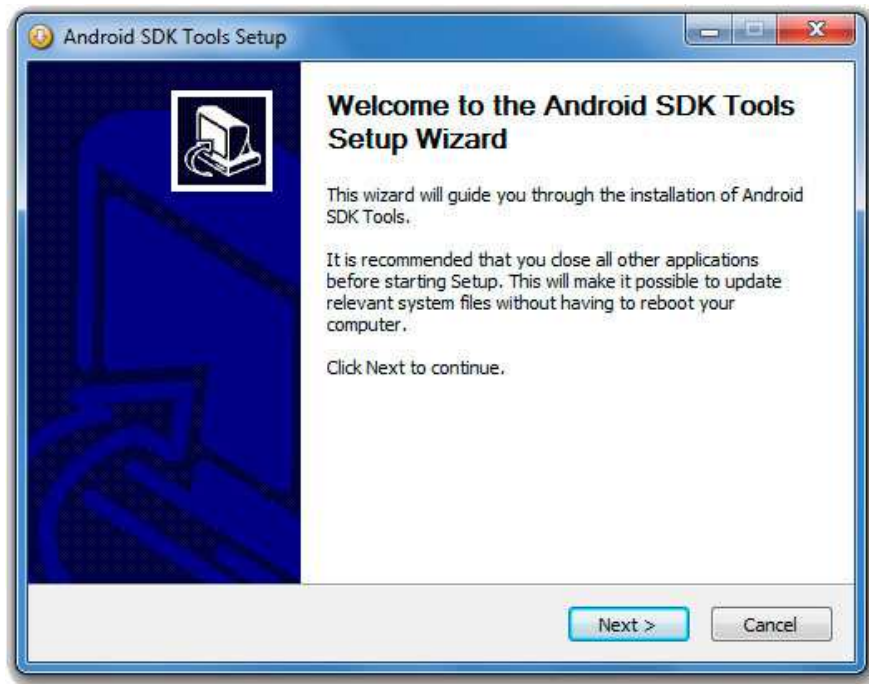 Android SDK Tools Setup
Welcome to the Android SDK Tools
Setup Wizard
This wizard will guide you through the installation of Android
SDK Tools.
It is recommended that you close all other applications
before starting Setup. This will make it possible to update
relevant system files without having to reboot your
computer.
Click Next to continue.
Next >
Cancel